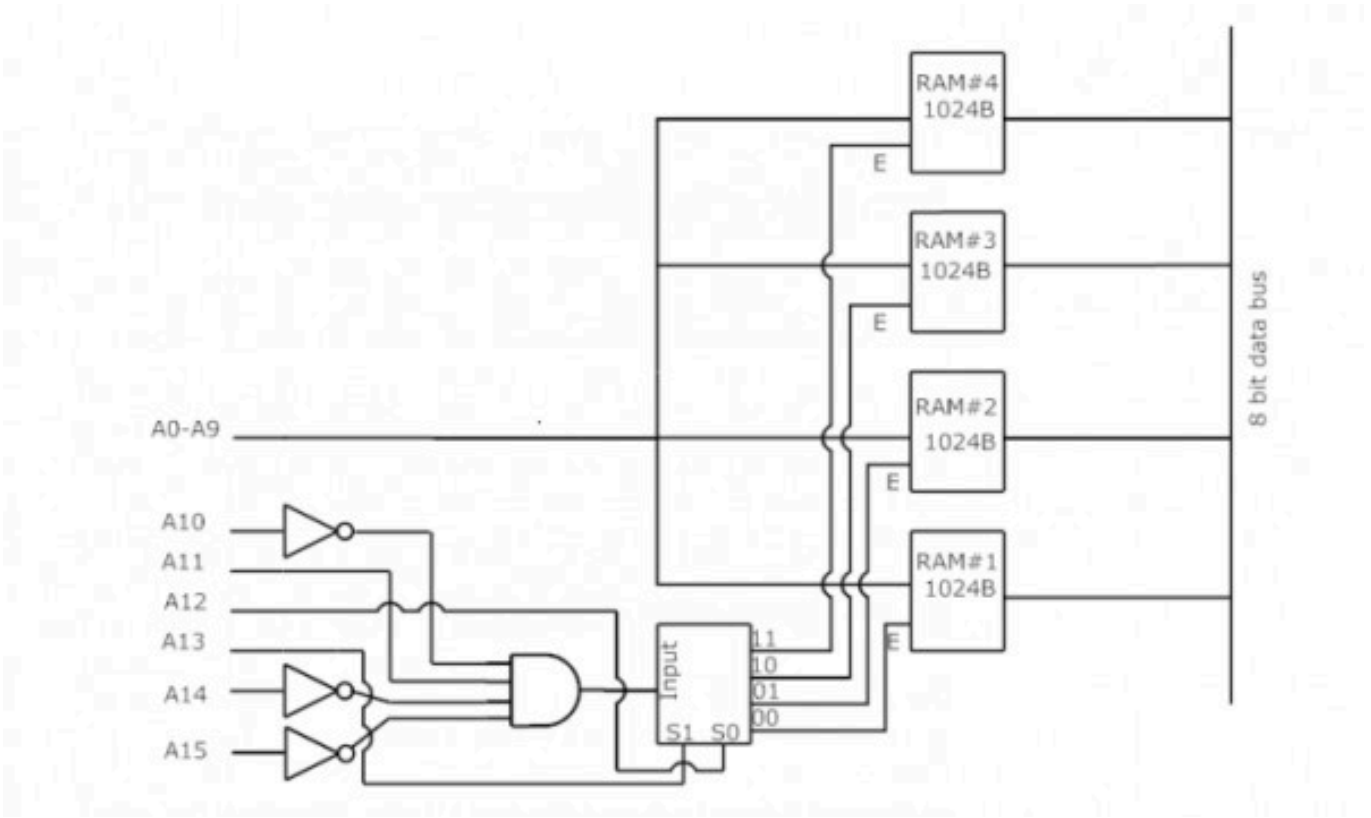 RAM#4
1024B
E
RAM#3
1024B
E
8 bit data bus
RAM#2
1024B
A0-A9
E
A10
A11
RAM#1
1024B
A12
A13
E
Input
11
10
01
00
A14
S1 S0
A15